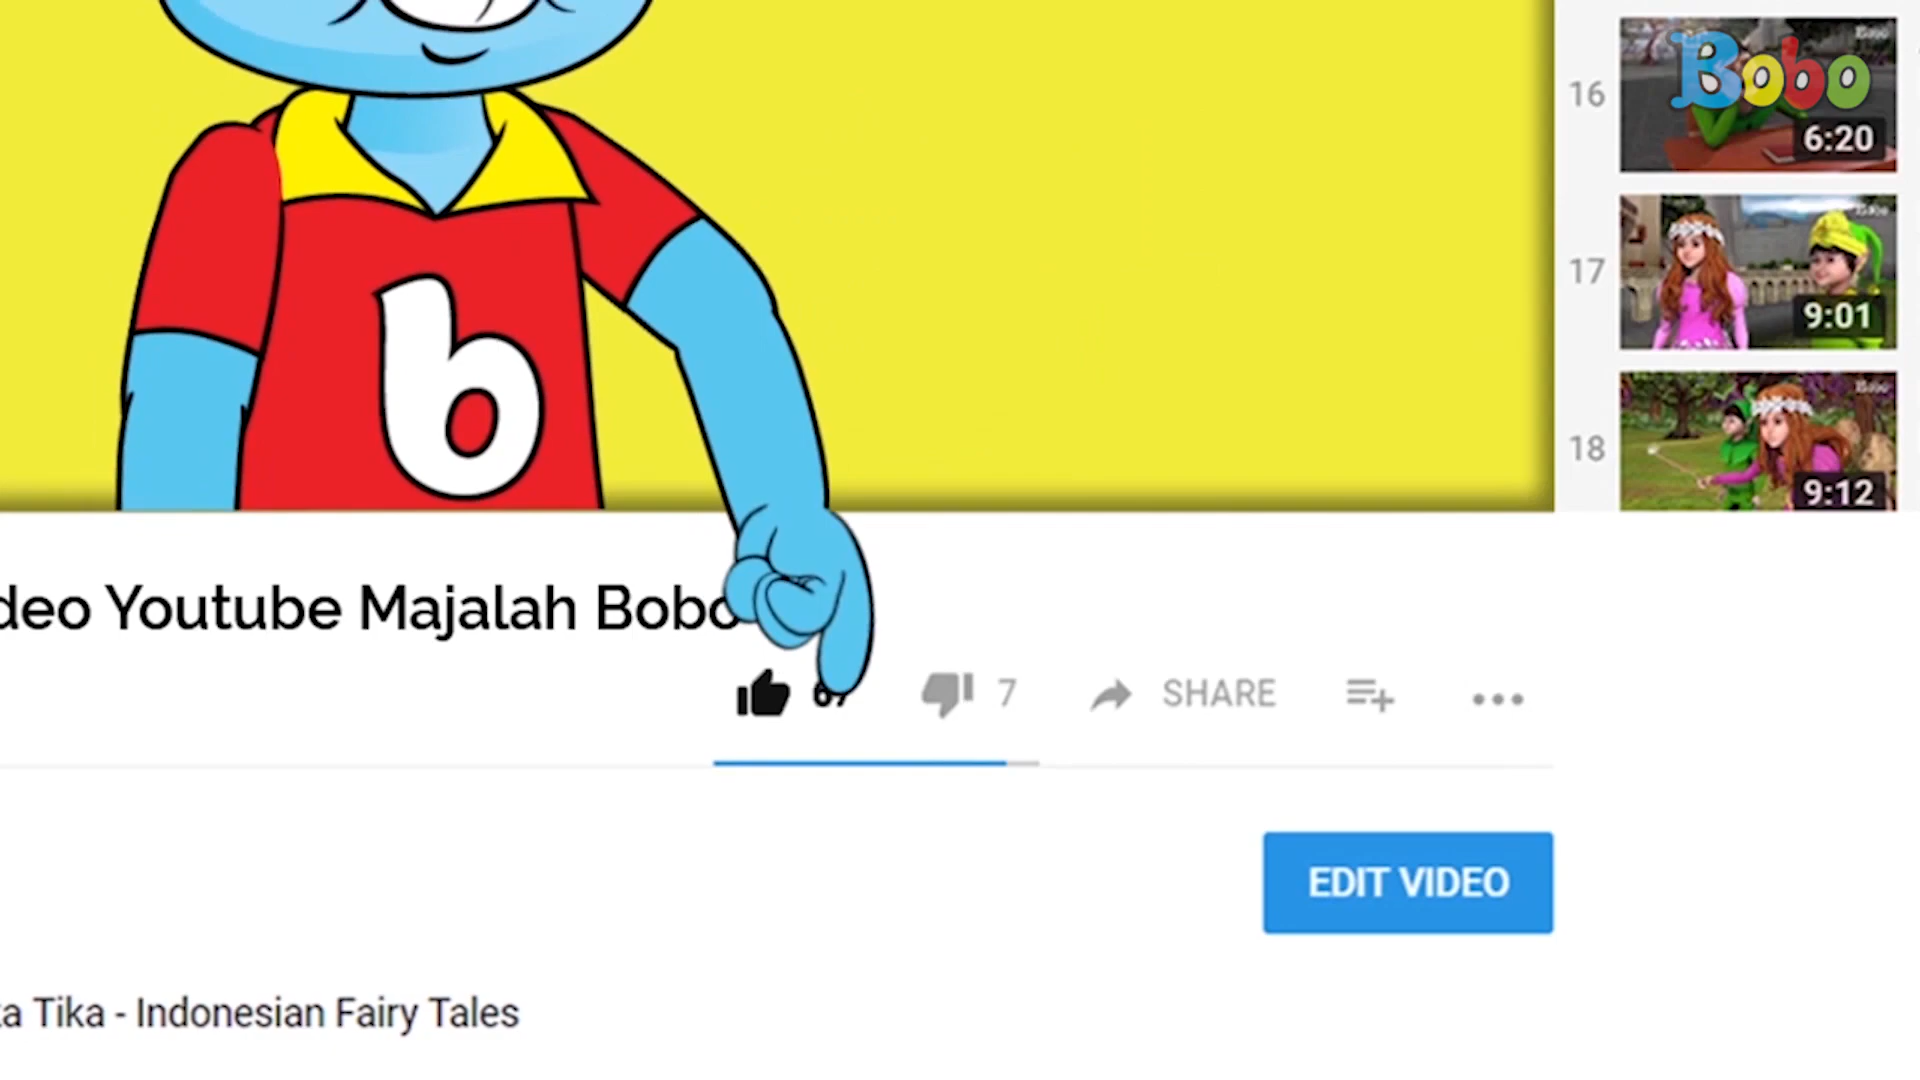 Bobo
16
6:20
17
9:01
18
9:12
b
deo Youtube Majalah Bobo
7
SHARE
EDIT VIDEO
Tika - Indonesian Fairy Tales